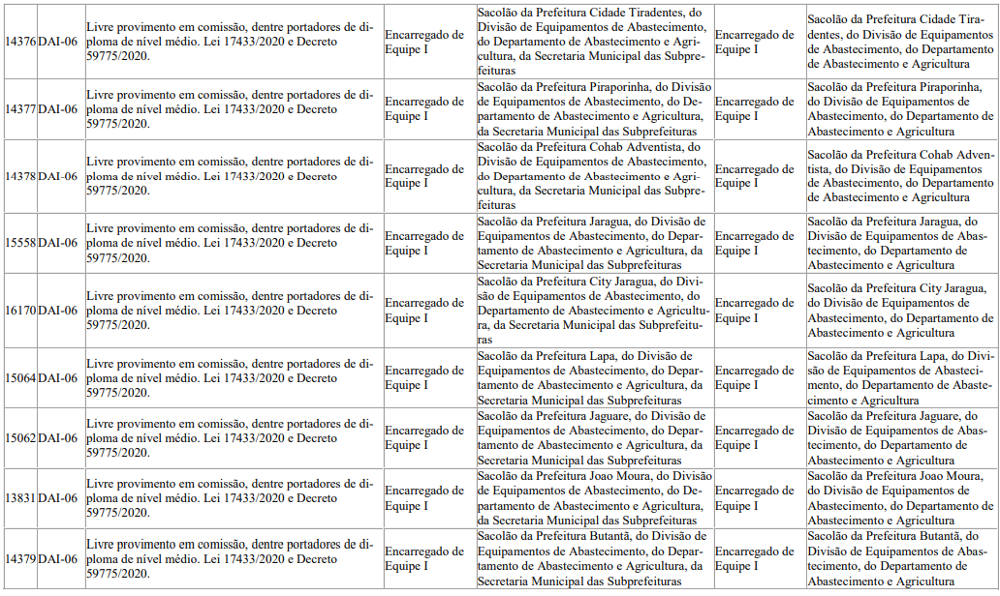 14376
DAI-06
Livre provimento em comissão, dentre portadores de di-
ploma de nível médio. Lei 17433/2020 e Decreto
59775/2020.
Encarregado de
Equipe I
Sacolão da Prefeitura Cidade Tiradentes, do
Divisão de Equipamentos de Abastecimento,
do Departamento de Abastecimento e Agri-
cultura, da Secretaria Municipal das Subpre-
feituras
Encarregado de
Equipe I
Sacolão da Prefeitura Cidade Tira-
dentes, do Divisão de Equipamentos
de Abastecimento, do Departamento
de Abastecimento e Agricultura
14377
DAI-06
Livre provimento em comissão, dentre portadores de di-
ploma de nível médio. Lei 17433/2020 e Decreto
59775/2020.
Encarregado de
Equipe I
Sacolão da Prefeitura Piraporinha, do Divisão
de Equipamentos de Abastecimento, do De-
partamento de Abastecimento e Agricultura,
da Secretaria Municipal das Subprefeituras
Encarregado de
Equipe I
Sacolão da Prefeitura Piraporinha,
do Divisão de Equipamentos de
Abastecimento, do Departamento de
Abastecimento e Agricultura
14378
DAI-06
Livre provimento em comissão, dentre portadores de di-
ploma de nível médio. Lei 17433/2020 e Decreto
59775/2020.
Encarregado de
Equipe I
Sacolão da Prefeitura Cohab Adventista, do
Divisão de Equipamentos de Abastecimento,
do Departamento de Abastecimento e Agri-
cultura, da Secretaria Municipal das Subpre-
feituras
Encarregado de
Equipe I
Sacolão da Prefeitura Cohab Adven-
tista, do Divisão de Equipamentos
de Abastecimento, do Departamento
de Abastecimento e Agricultura
15558
DAI-06
Livre provimento em comissão, dentre portadores de di-
ploma de nível médio. Lei 17433/2020 e Decreto
59775/2020.
Encarregado de
Equipe I
Sacolão da Prefeitura Jaragua, do Divisão de
Equipamentos de Abastecimento, do Depar-
tamento de Abastecimento e Agricultura, da
Secretaria Municipal das Subprefeituras
Encarregado de
Equipe I
Sacolão da Prefeitura Jaragua, do
Divisão de Equipamentos de Abas-
tecimento, do Departamento de
Abastecimento e Agricultura
16170
DAI-06
Livre provimento em comissão, dentre portadores de di-
ploma de nível médio. Lei 17433/2020 e Decreto
59775/2020.
Encarregado de
Equipe I
Sacolão da Prefeitura City Jaragua, do Divi-
são de Equipamentos de Abastecimento, do
Departamento de Abastecimento e Agricultu-
ra, da Secretaria Municipal das Subprefeitu-
ras
Encarregado de
Equipe I
Sacolão da Prefeitura City Jaragua,
do Divisão de Equipamentos de
Abastecimento, do Departamento de
Abastecimento e Agricultura
15064
DAI-06
Livre provimento em comissão, dentre portadores de di-
ploma de nível médio. Lei 17433/2020 e Decreto
59775/2020.
Encarregado de
Equipe I
Sacolão da Prefeitura Lapa, do Divisão de
Equipamentos de Abastecimento, do Depar-
tamento de Abastecimento e Agricultura, da
Secretaria Municipal das Subprefeituras
Encarregado de
Equipe I
Sacolão da Prefeitura Lapa, do Divi-
são de Equipamentos de Abasteci-
mento, do Departamento de Abaste-
cimento e Agricultura
15062
DAI-06
Livre provimento em comissão, dentre portadores de di-
ploma de nível médio. Lei 17433/2020 e Decreto
59775/2020.
Encarregado de
Equipe I
Sacolão da Prefeitura Jaguare, do Divisão de
Equipamentos de Abastecimento, do Depar-
tamento de Abastecimento e Agricultura, da
Secretaria Municipal das Subprefeituras
Encarregado de
Equipe I
Sacolão da Prefeitura Jaguare, do
Divisão de Equipamentos de Abas-
tecimento, do Departamento de
Abastecimento e Agricultura
13831
DAI-06
Livre provimento em comissão, dentre portadores de di-
ploma de nível médio. Lei 17433/2020 e Decreto
59775/2020.
Encarregado de
Equipe I
Sacolão da Prefeitura Joao Moura, do Divisão
de Equipamentos de Abastecimento, do De-
partamento de Abastecimento e Agricultura,
da Secretaria Municipal das Subprefeituras
Encarregado de
Equipe I
Sacolão da Prefeitura Joao Moura,
do Divisão de Equipamentos de
Abastecimento, do Departamento de
Abastecimento e Agricultura
14379
DAI-06
Livre provimento em comissão, dentre portadores de di-
ploma de nível médio. Lei 17433/2020 e Decreto
59775/2020.
Encarregado de
Equipe I
Sacolão da Prefeitura Butantã, do Divisão de
Equipamentos de Abastecimento, do Depar-
tamento de Abastecimento e Agricultura, da
Secretaria Municipal das Subprefeituras
Encarregado de
Equipe I
Sacolão da Prefeitura Butantã, do
Divisão de Equipamentos de Abas-
tecimento, do Departamento de
Abastecimento e Agricultura